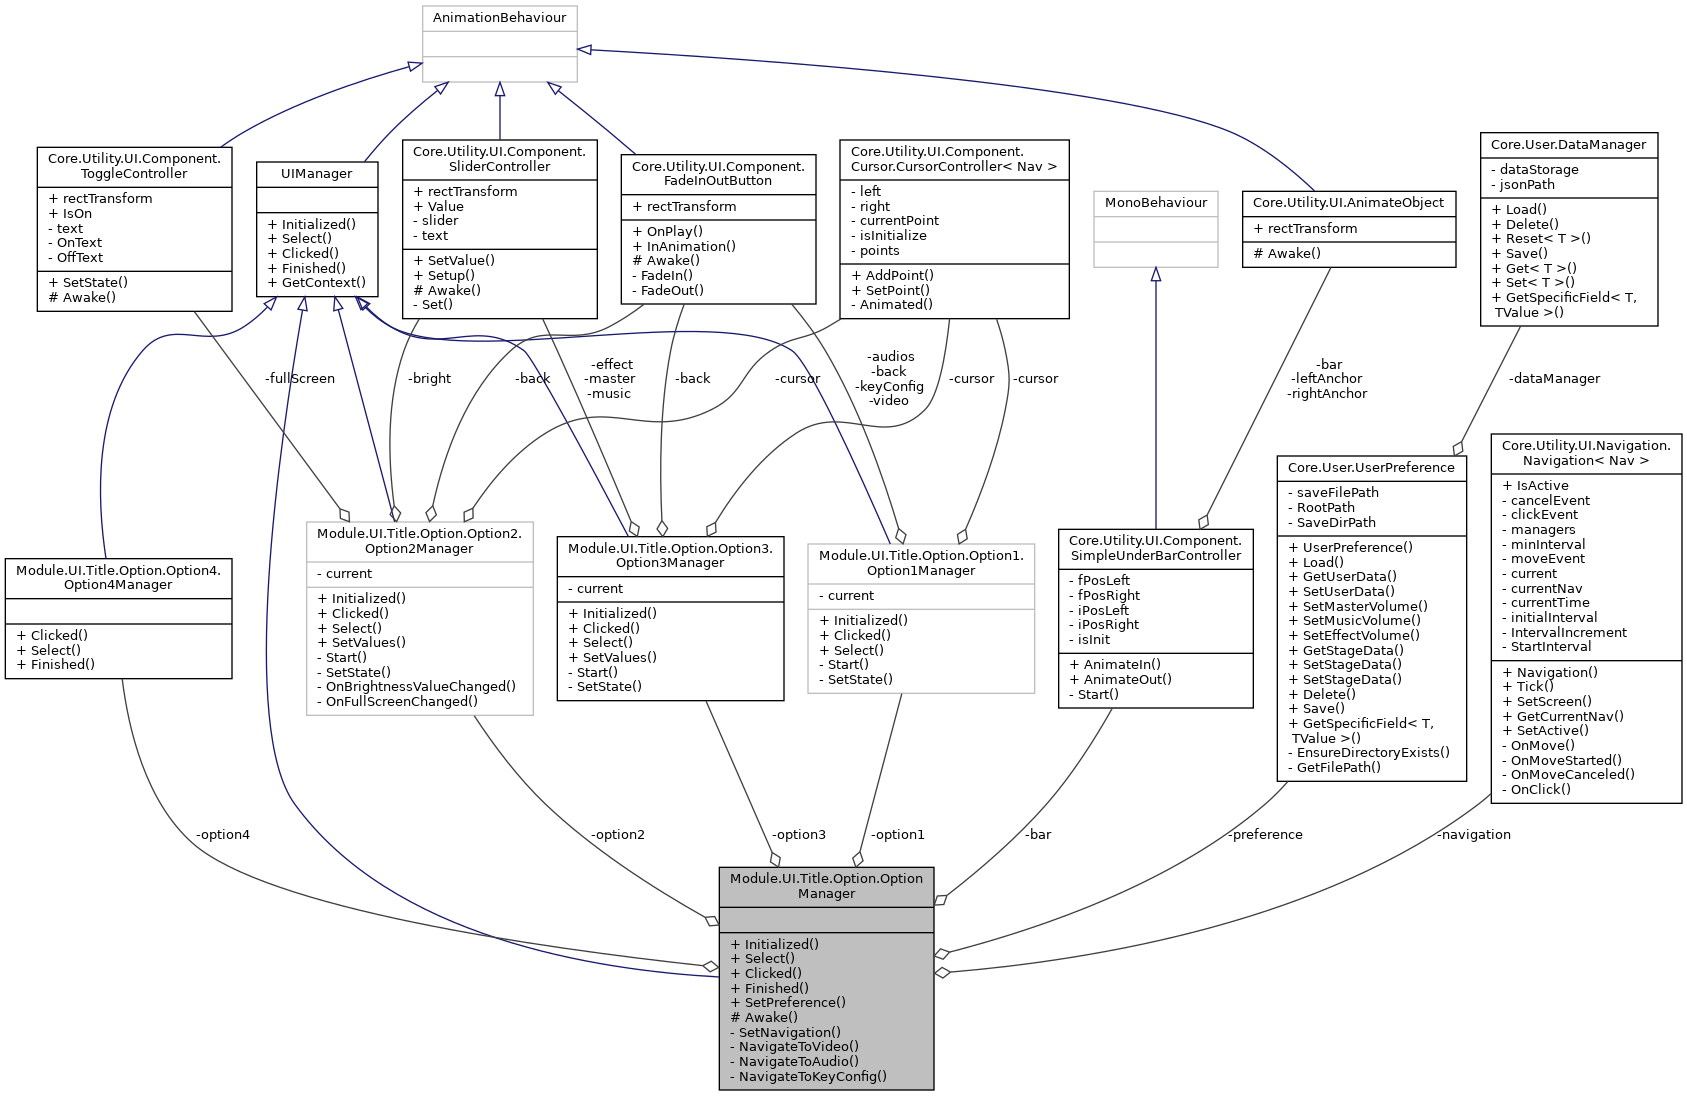 AnimationBehaviour
Core.Utility.UI.Component.
ToggleController
+ rectTransform
+ IsOn
- text
- OnText
- OffText
+ SetState()
# Awake()
UIManager
+ Initialized()
+ Select()
+ Clicked()
+ Finished()
+ GetContext()
Core.Utility.UI.Component.
SliderController
+ rectTransform
+ Value
- slider
- text
+ SetValue()
+ Setup()
# Awake()
- Set()
Core.Utility.UI.Component.
FadeInOutButton
+ rectTransform
+ OnPlay()
+ InAnimation()
# Awake()
- FadeIn()
- FadeOut()
Core.Utility.UI.Component.
Cursor.CursorController< Nav >
- left
- right
- currentPoint
- isInitialize
- points
+ AddPoint()
+ SetPoint()
- Animated()
MonoBehaviour
Core.Utility.UI.AnimateObject
+ rectTransform
# Awake()
Core.User.DataManager
- dataStorage
- jsonPath
+ Load()
+ Delete()
+ Reset< T >()
+ Save()
+ Get< T >()
+ Set< T >()
+ GetSpecificField< T,
TValue >()
-fullScreen
-bright
-back
-effect
-master
-music
-back
-cursor
-audios
-back
-keyConfig
-video
-cursor
-cursor
-bar
-leftAnchor
-rightAnchor
-dataManager
Module.UI.Title.Option.Option4.
Option4Manager
+ Clicked()
+ Select()
+ Finished()
Module.UI.Title.Option.Option2.
Option2Manager
- current
+ Initialized()
+ Clicked()
+ Select()
+ SetValues()
- Start()
- SetState()
- OnBrightnessValueChanged()
- OnFullScreenChanged()
Module.UI.Title.Option.Option3.
Option3Manager
- current
+ Initialized()
+ Clicked()
+ Select()
+ SetValues()
- Start()
- SetState()
Module.UI.Title.Option.Option1.
Option1Manager
- current
+ Initialized()
+ Clicked()
+ Select()
- Start()
- SetState()
Core.Utility.UI.Component.
SimpleUnderBarController
- fPosLeft
- fPosRight
- iPosLeft
- iPosRight
- isInit
+ AnimateIn()
+ AnimateOut()
- Start()
Core.User.UserPreference
- saveFilePath
- RootPath
- SaveDirPath
+ UserPreference()
+ Load()
+ GetUserData()
+ SetUserData()
+ SetMasterVolume()
+ SetMusicVolume()
+ SetEffectVolume()
+ GetStageData()
+ SetStageData()
+ SetStageData()
+ Delete()
+ Save()
+ GetSpecificField< T,
TValue >()
- EnsureDirectoryExists()
- GetFilePath()
Core.Utility.UI.Navigation.
Navigation< Nav >
+ IsActive
- cancelEvent
- clickEvent
- managers
- minInterval
- moveEvent
- current
- currentNav
- currentTime
- initialInterval
- IntervalIncrement
- StartInterval
+ Navigation()
+ Tick()
+ SetScreen()
+ GetCurrentNav()
+ SetActive()
- OnMove()
- OnMoveStarted()
- OnMoveCanceled()
- OnClick()
-option4
-option2
-option3
-option1
-bar
-preference
-navigation
Module.UI.Title.Option.Option
Manager
+ Initialized()
+ Select()
+ Clicked()
+ Finished()
+ SetPreference()
# Awake()
- SetNavigation()
- NavigateToVideo()
- NavigateToAudio()
- NavigateToKeyConfig()